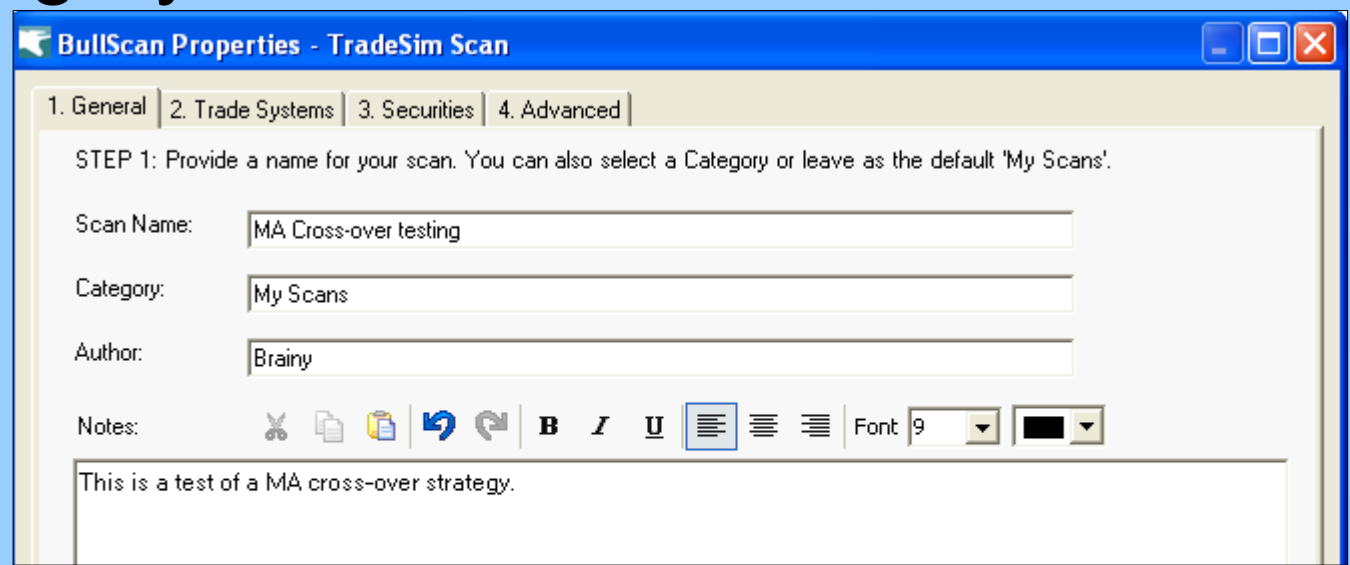 BullScan Properties - TradeSim Scan
1. General 2. Trade Systems 3. Securities 4. Advanced
STEP 1: Provide a name for your scan. You can also select a Category or leave as the default 'My Scans'.
Scan Name: MA Cross-over testing
Category: My Scans
Author: Brainy
Notes: B I U Font 9
This is a test of a MA cross-over strategy.